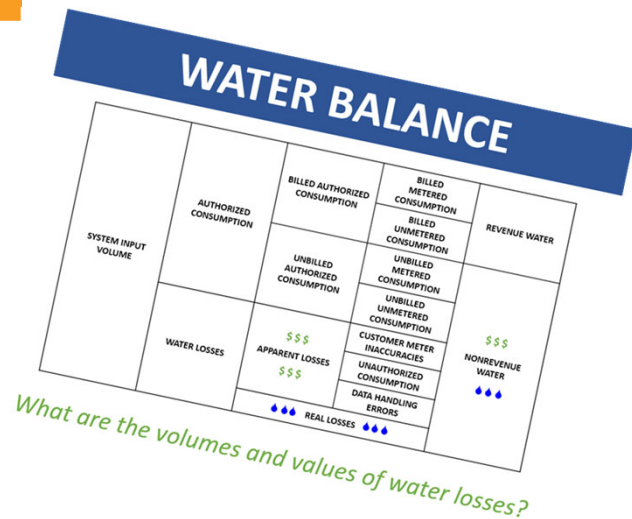 WATER BALANCE
SYSTEM INPUT
VOLUME
AUTHORIZED
CONSUMPTION
WATER LOSSES
BILLED AUTHORIZED
CONSUMPTION
UNBILLED
AUTHORIZED
CONSUMPTION
$$$
APPARENT LOSSES
$$$
REAL LOSSES
BILLED
METERED
CONSUMPTION
BILLED
UNMETERED
CONSUMPTION
UNBILLED
METERED
CONSUMPTION
UNBILLED
UNMETERED
CONSUMPTION
CUSTOMER METER
INACCURACIES
UNAUTHORIZED
CONSUMPTION
DATA HANDLING
ERRORS
REVENUE WATER
$$$
NONREVENUE
WATER
What are the volumes and values of water losses?